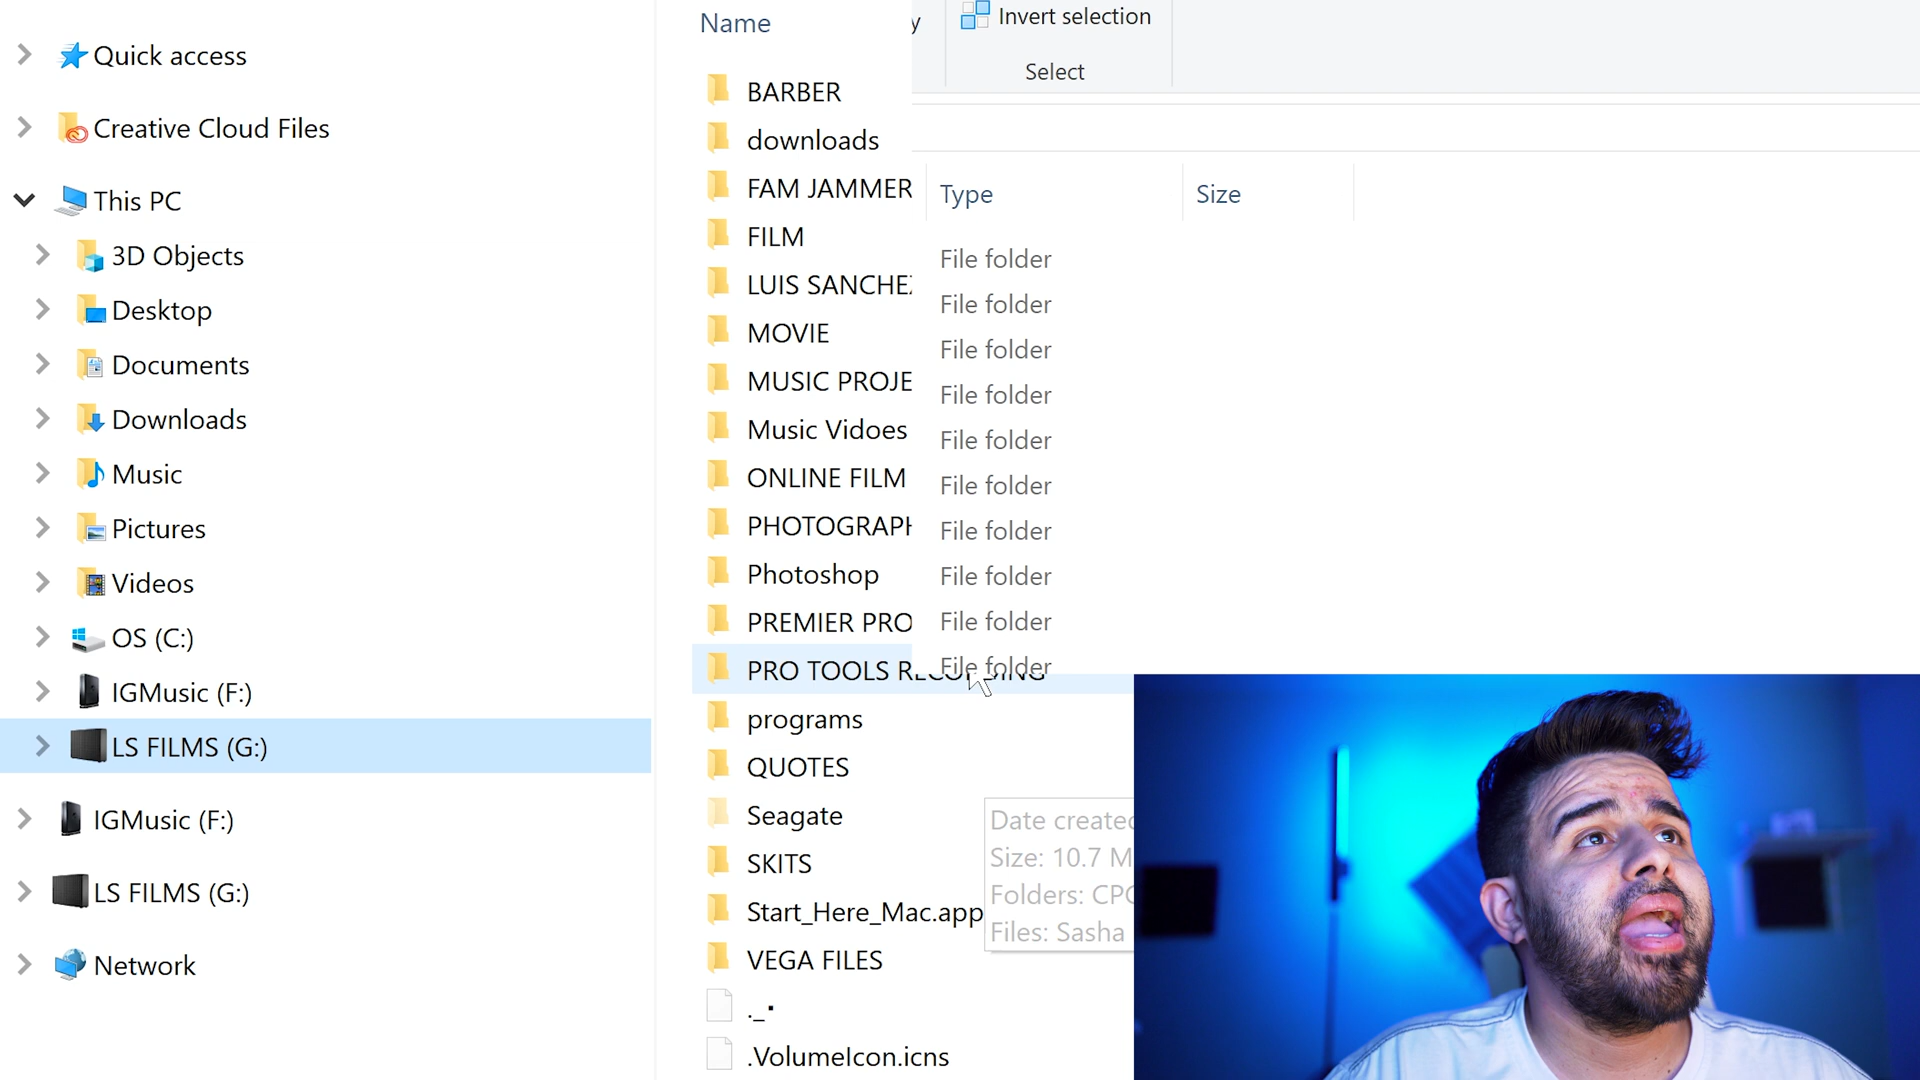 Quick access
Creative Cloud Files
This PC
3D Objects
Desktop
Documents
Downloads
Music
Pictures
Videos
OS (C:)
IGMusic (F:)
LS FILMS (G:)
IGMusic (F:)
LS FILMS (G:)
Network
Name
BARBER
downloads
FAM JAMMER
FILM
LUIS SANCHE
MOVIE
MUSIC PROJE
Music Vidoes
ONLINE FILM
PHOTOGRAPH
Photoshop
PREMIER PRO
PRO TOOLS RECORDING
programs
QUOTES
Seagate
SKITS
Start_Here_Mac.app
VEGA FILES
._.
.VolumeIcon.icns
y
Invert selection
Select
Type Size
File folder
File folder
File folder
File folder
File folder
File folder
File folder
File folder
File folder
File folder
Date created
Size: 10.7 M
Folders: CPC
Files: Sasha